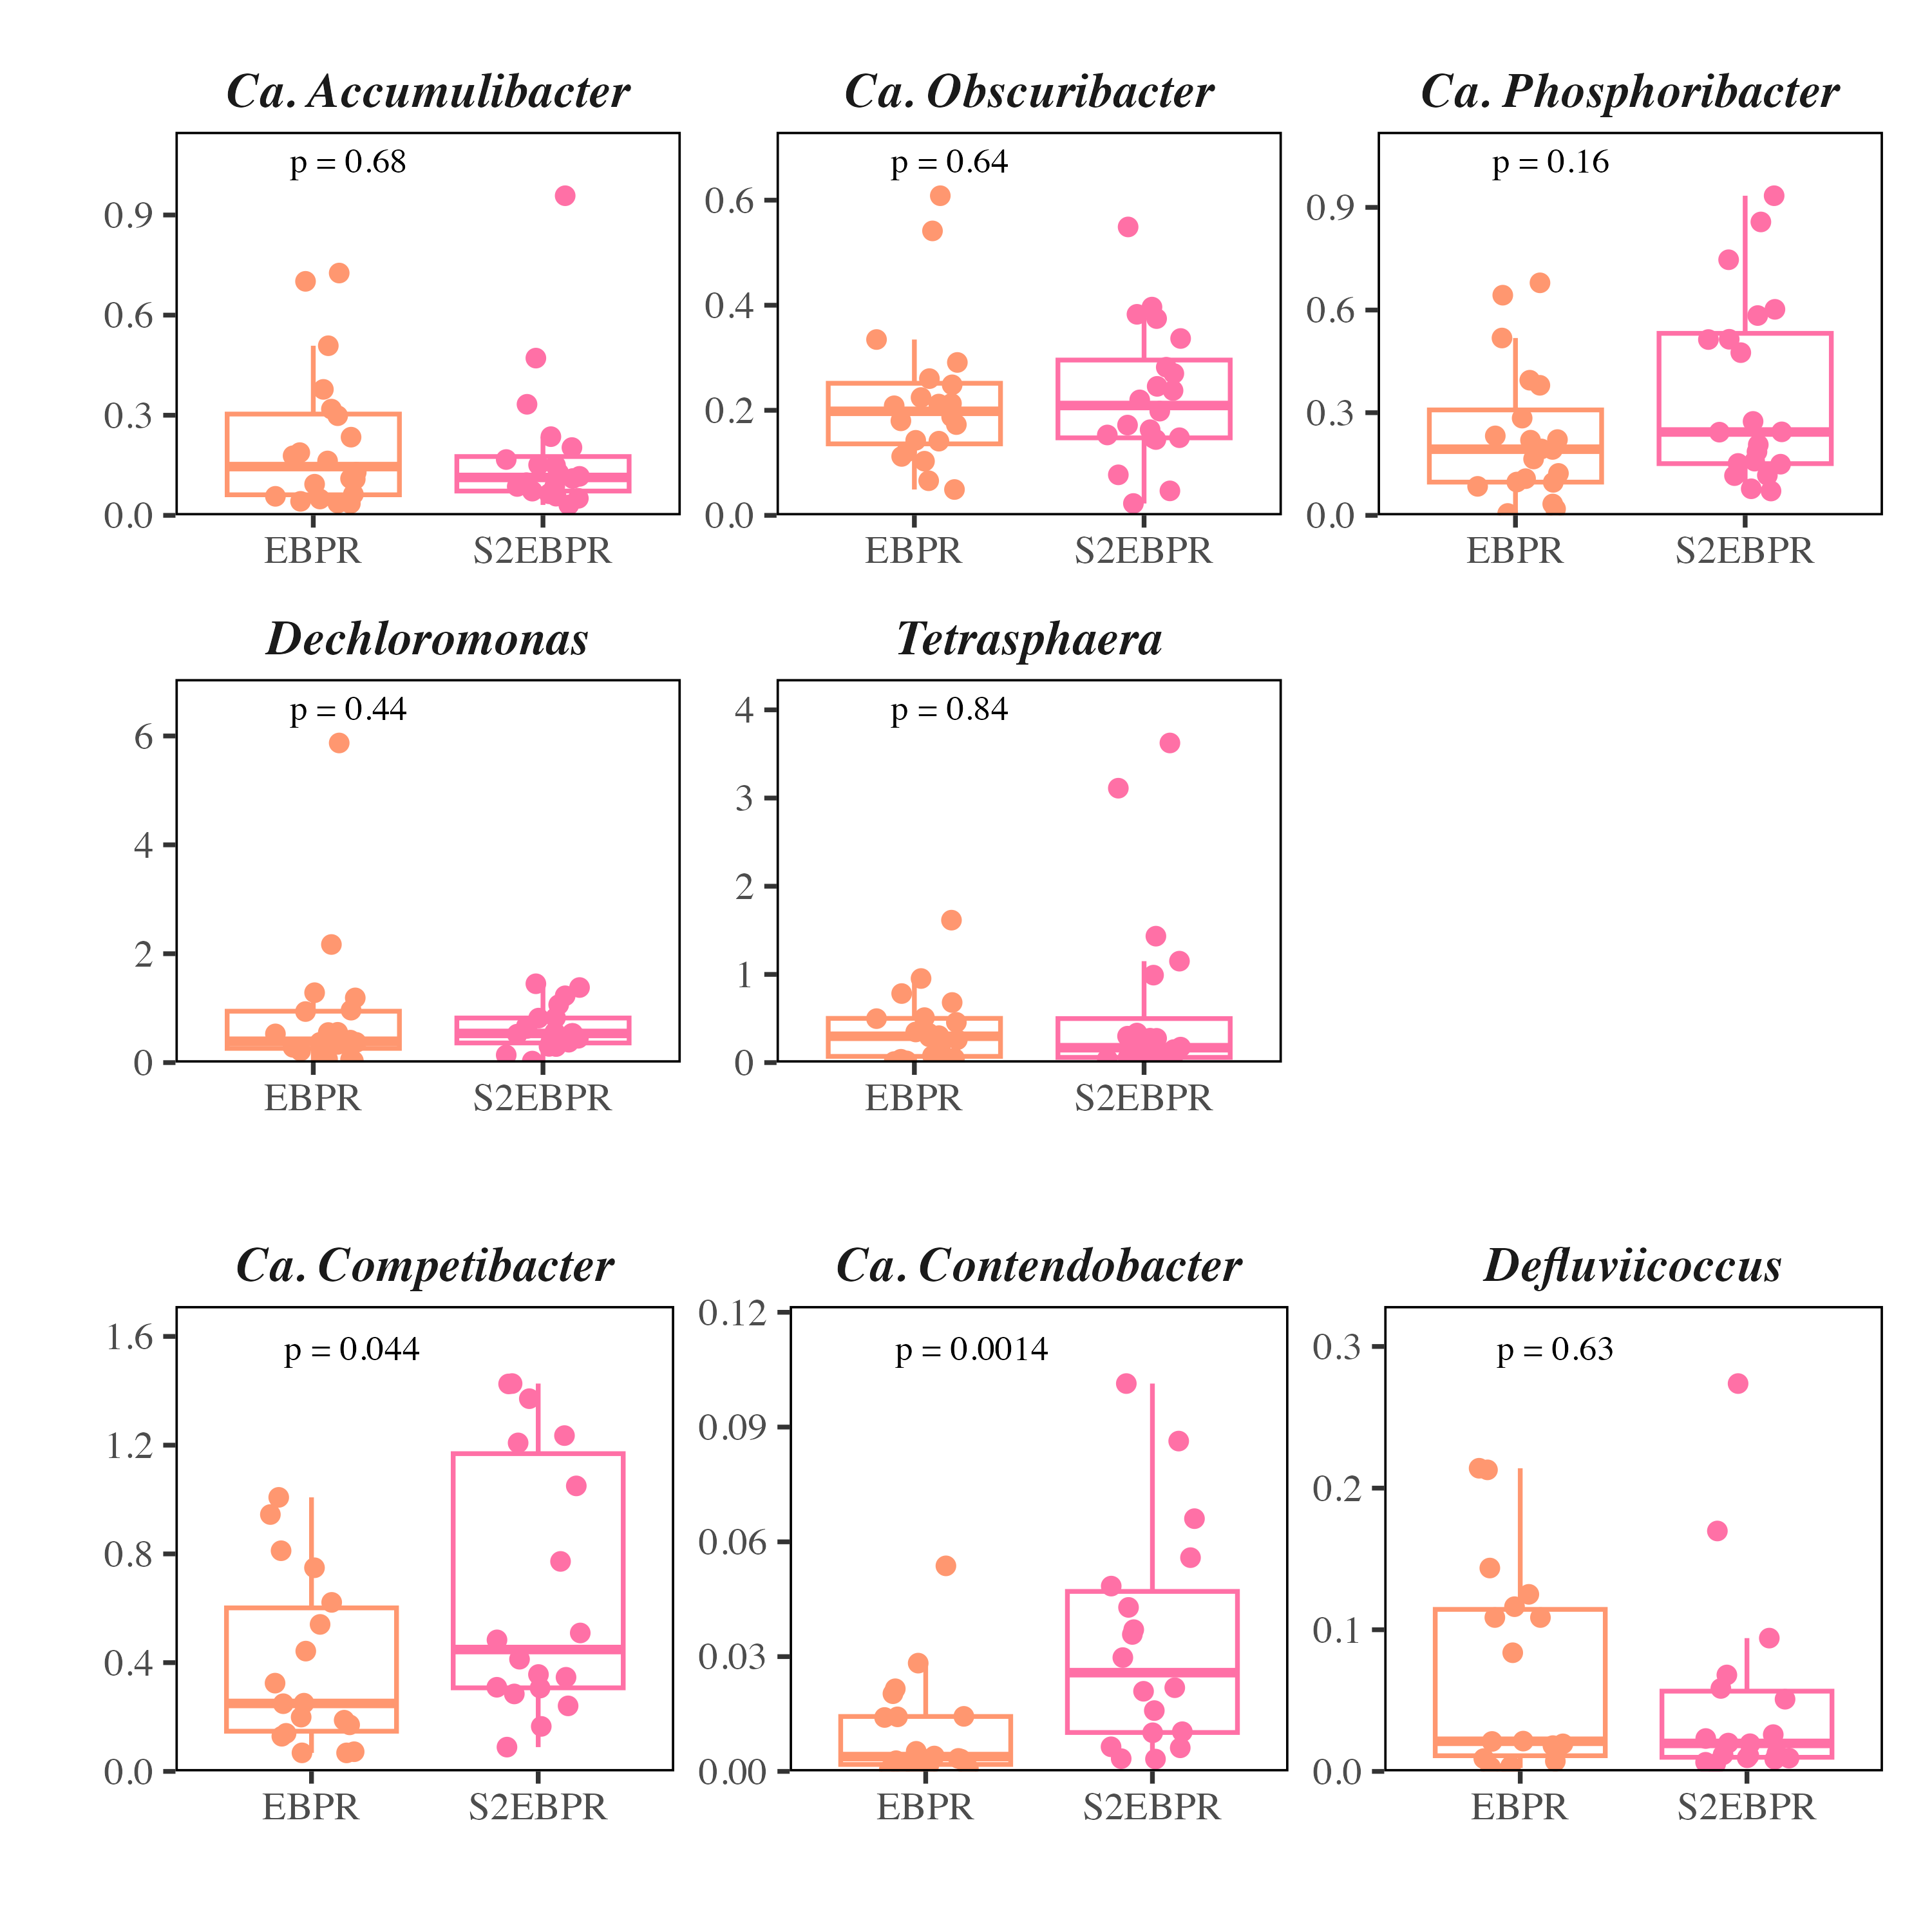 Ca. Accumulibacter
Ca. Obscuribacter
Ca. Phosphoribacter
p = 0.68
p = 0.64
p = 0.16
0.9
0.6
0.3
0.0
0.6
0.4
0.2
0.0
0.9
0.6
0.3
0.0
EBPR
S2EBPR
EBPR
S2EBPR
EBPR
S2EBPR
Dechloromonas
Tetrasphaera
p = 0.44
p = 0.84
6
4
2
0
4
3
2
1
0
EBPR
S2EBPR
EBPR
S2EBPR
Ca. Competibacter
Ca. Contendobacter
Defluviicoccus
p = 0.044
p = 0.0014
p = 0.63
1.6
1.2
0.8
0.4
0.0
0.12
0.09
0.06
0.03
0.00
0.3
0.2
0.1
0.0
EBPR
S2EBPR
EBPR
S2EBPR
EBPR
S2EBPR